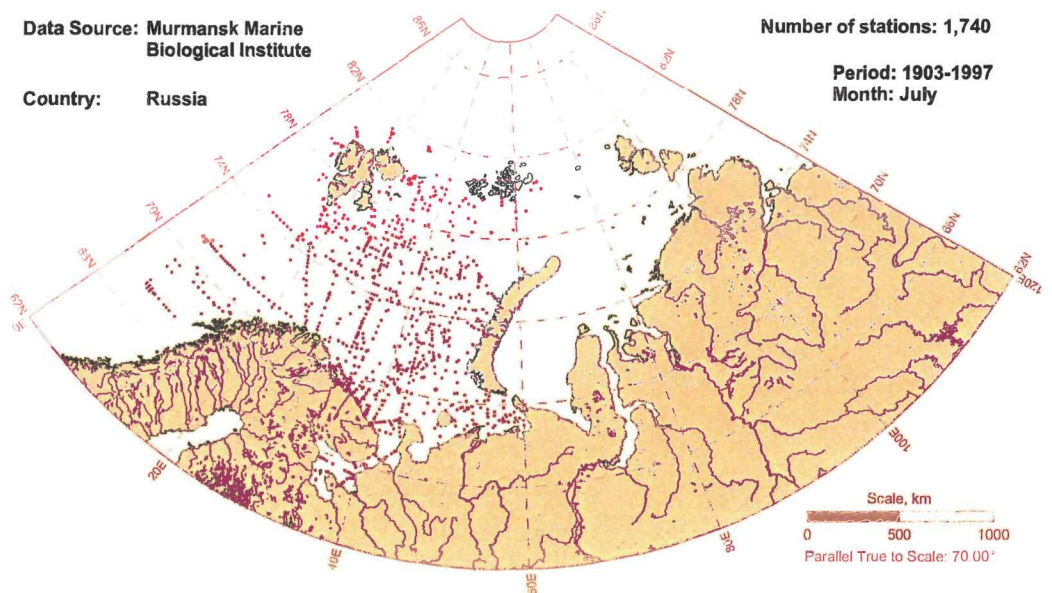 Data Source: Murmansk Marine
Biological Institute
Country: Russia
Number of stations: 1,740
Period: 1903-1997
Month: July
86N
82N
78N
74N
70N
66N
62N
82N
78N
74N
70N
66N
62N
120E
100E
80E
60E
40E
20E
Scale, km
0 500 1000
Parallel True to Scale: 70.00°